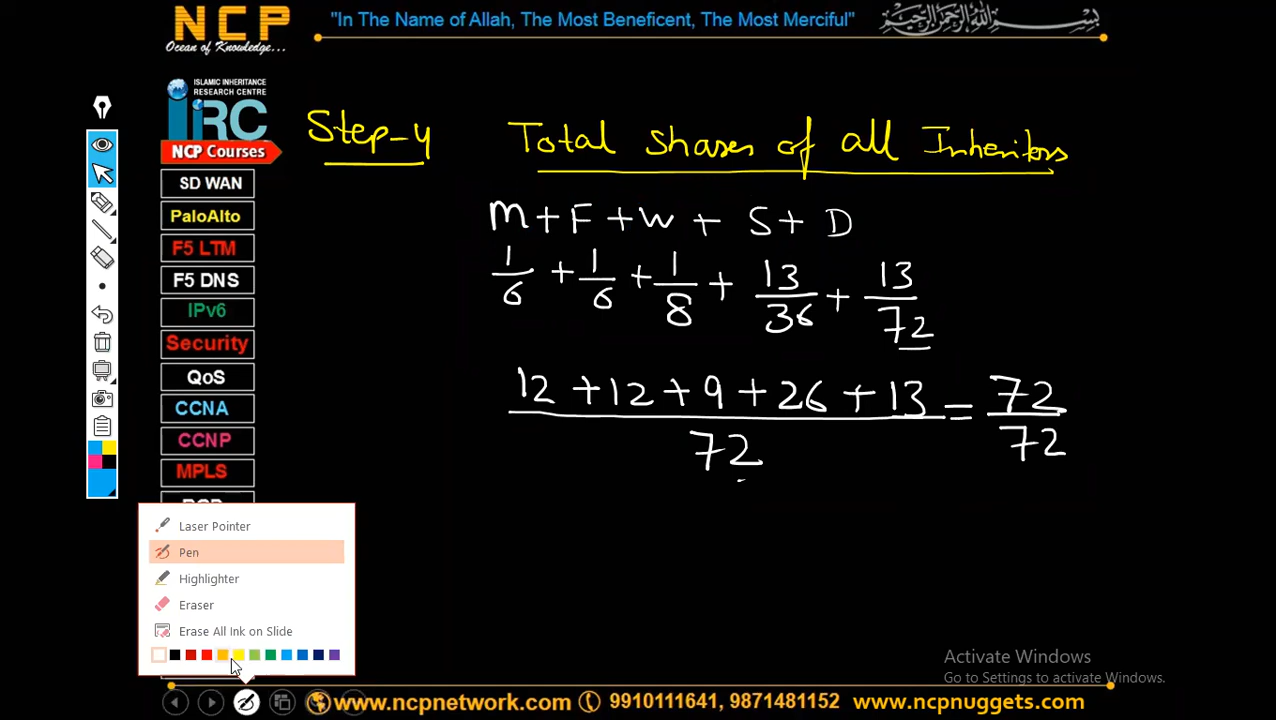 NCP
Ocean of Knowledge...
"In The Name of Allah, The Most Beneficent, The Most Merciful"
ISLAMIC INHERITANCE
RESEARCH CENTRE
iRC
NCP Courses
SD WAN
PaloAlto
F5 LTM
F5 DNS
IPv6
Security
QoS
CCNA
CCNP
MPLS
Step-4 Total Shares of all Inheritors
M+F+W+S+D
1/6 + 1/6 + 1/8 + 13/36 + 13/72
12+12+9+26+13 = 72
72 72
Laser Pointer
Pen
Highlighter
Eraser
Erase All Ink on Slide
Activate Windows
Go to Settings to activate Windows.
www.ncpnetwork.com 9910111641, 9871481152 www.ncpnuggets.com